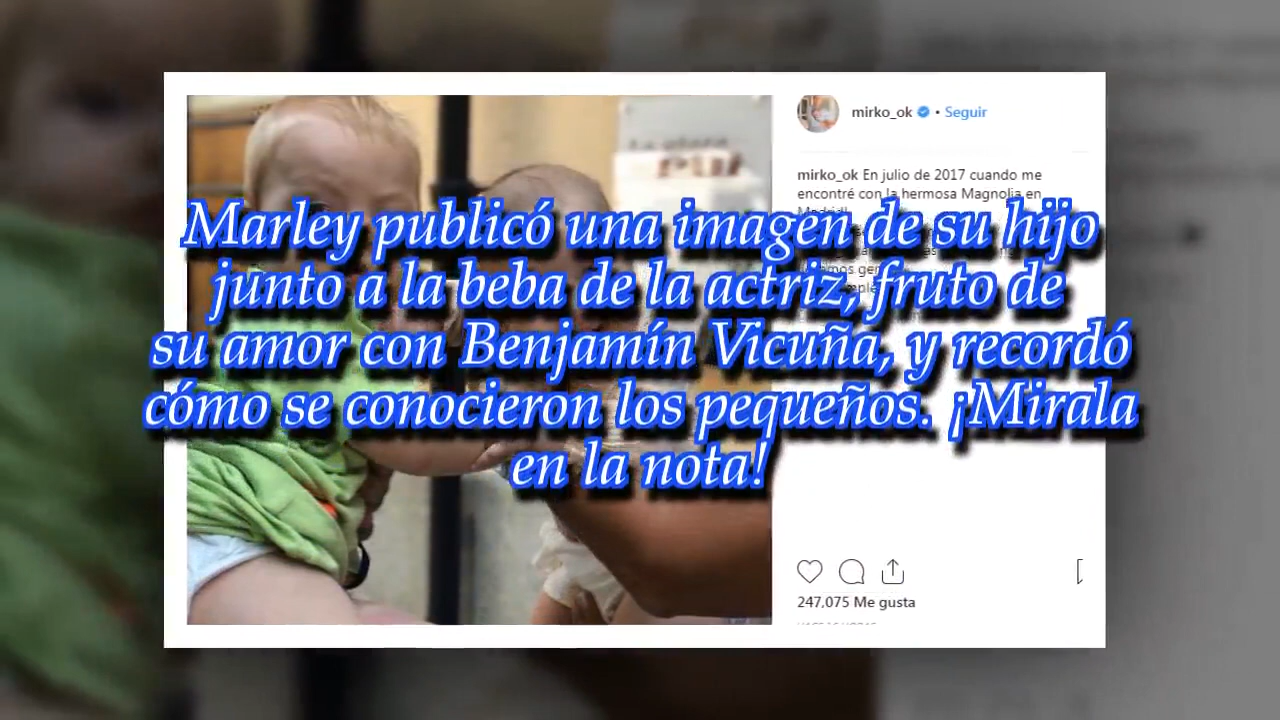 mirko_ok • Seguir
mirko_ok En julio de 2017 cuando me
encontré con la hermosa Magnolia en
Marley publicó una imagen de su hijo
junto a la beba de la actriz, fruto de
su amor con Benjamín Vicuña, y recordó
cómo se conocieron los pequeños. ¡Mirala
en la nota!
247,075 Me gusta